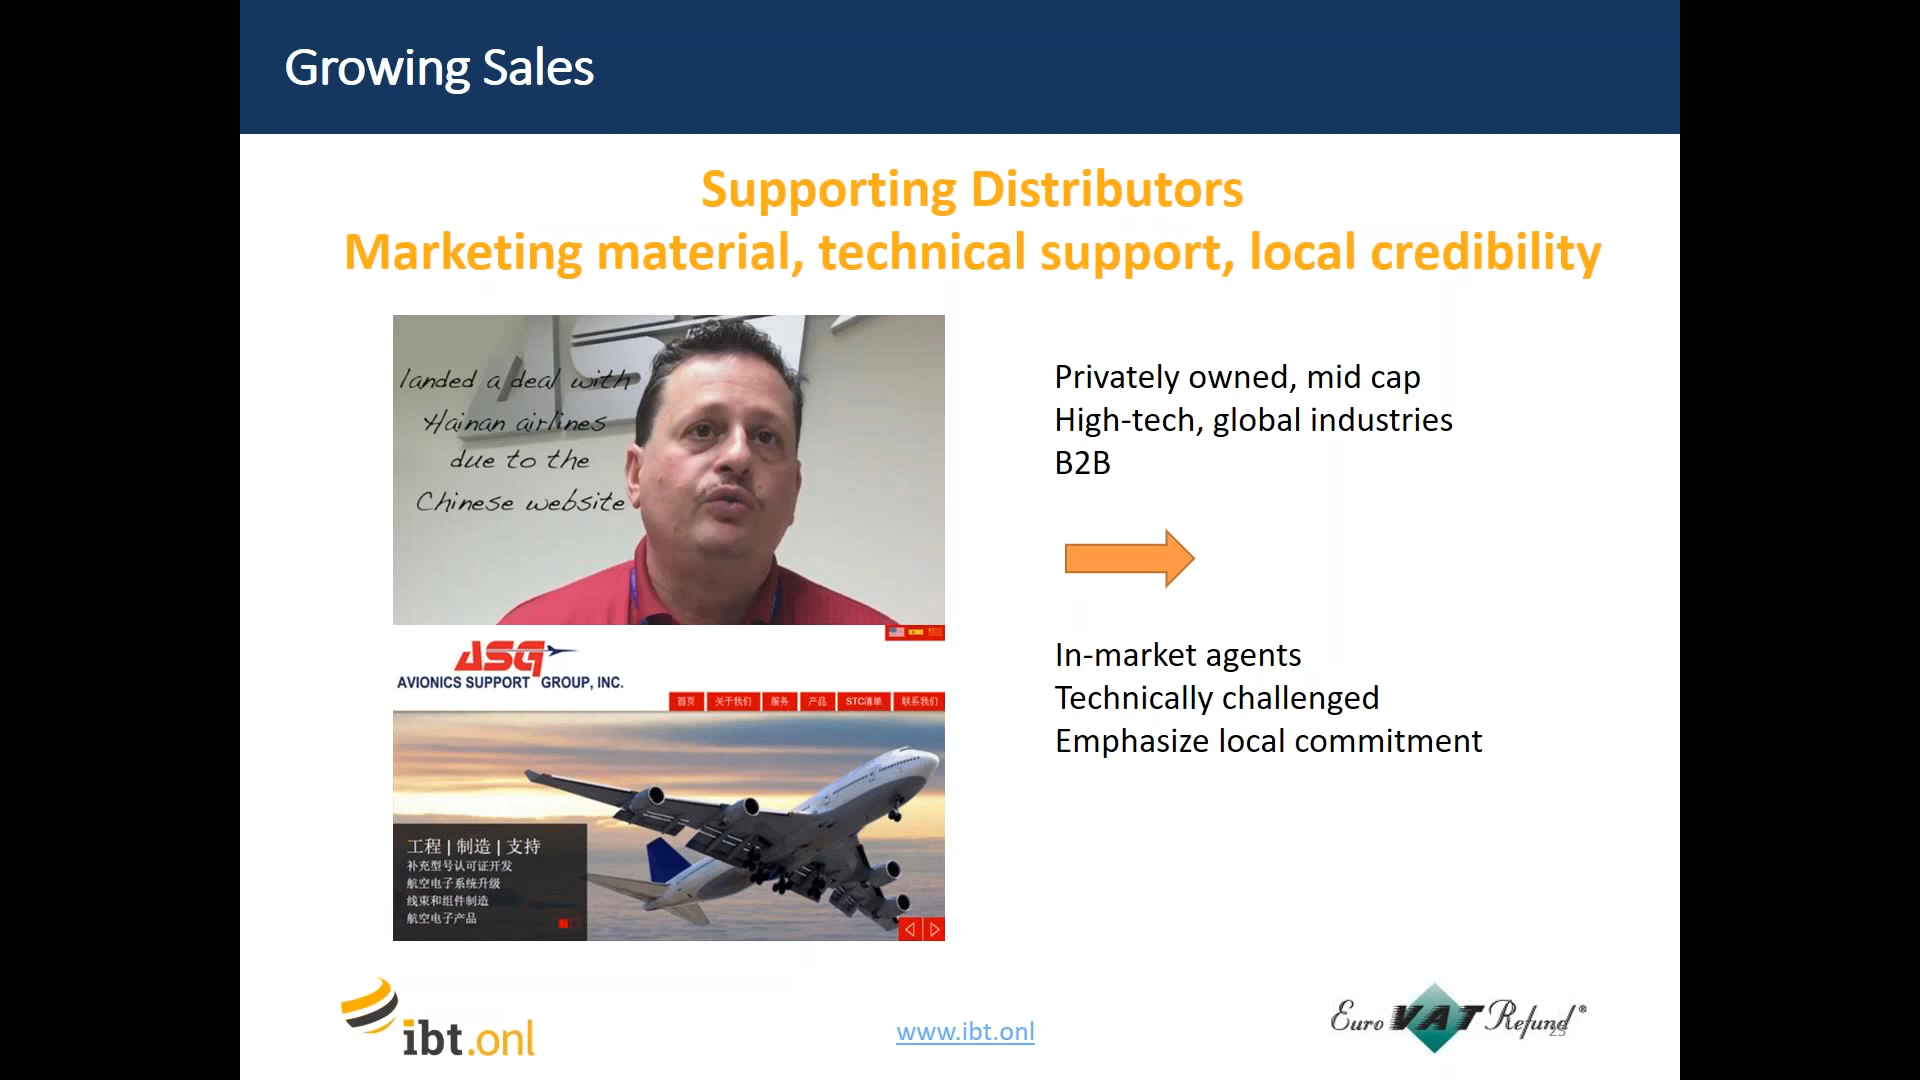 Growing Sales
Supporting Distributors
Marketing material, technical support, local credibility
landed a deal with
Hainan airlines
due to the
Chinese website
Privately owned, mid cap
High-tech, global industries
B2B
ASG
AVIONICS SUPPORT GROUP, INC.
首页 关于我们 服务 产品 STC清单 联系我们
工程 | 制造 | 支持
补充型号认可证开发
航空电子系统升级
线束和组件制造
航空电子产品
In-market agents
Technically challenged
Emphasize local commitment
ibt.onl
www.ibt.onl
Euro VAT Refund®
23